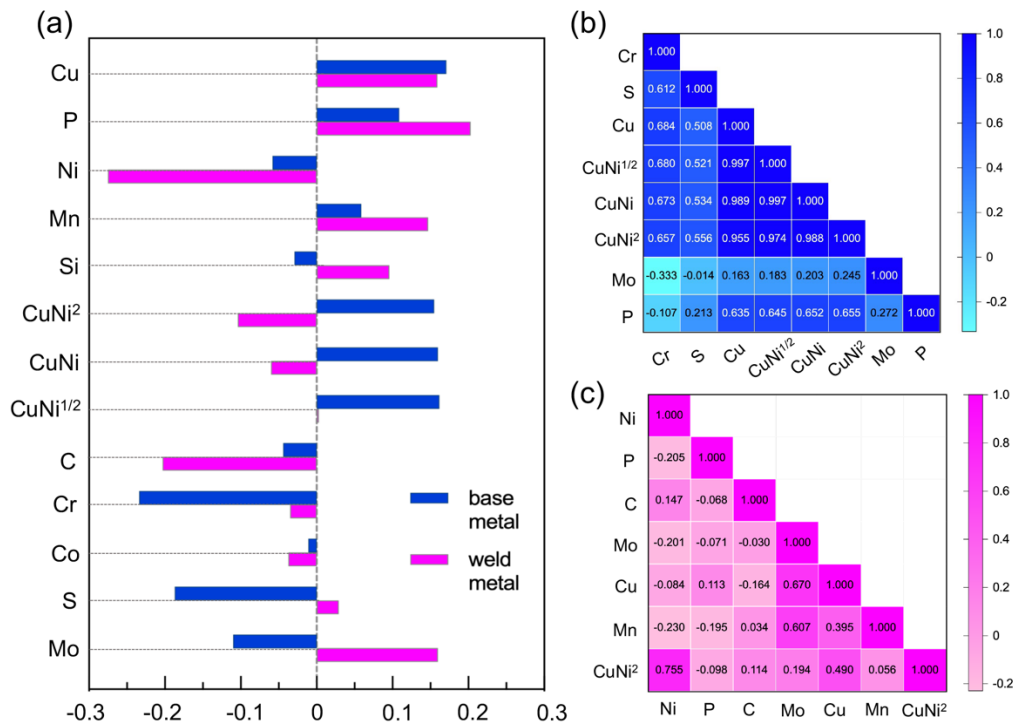 (a)
Cu
P
Ni
Mn
Si
CuNi²
CuNi
CuNi¹/²
C
Cr
Co
S
Mo
base
metal
weld
metal
-0.3 -0.2 -0.1 0 0.1 0.2 0.3
(b)
Cr 1.000
S 0.612 1.000
Cu 0.684 0.508 1.000
CuNi¹/² 0.680 0.521 0.997 1.000
CuNi 0.673 0.534 0.989 0.997 1.000
CuNi² 0.657 0.556 0.955 0.974 0.988 1.000
Mo -0.333 -0.014 0.163 0.183 0.203 0.245 1.000
P -0.107 0.213 0.635 0.645 0.652 0.655 0.272 1.000
Cr S Cu CuNi¹/² CuNi CuNi² Mo P
1.0
0.8
0.6
0.4
0.2
0
-0.2
(c)
Ni 1.000
P -0.205 1.000
C 0.147 -0.068 1.000
Mo -0.201 -0.071 -0.030 1.000
Cu -0.084 0.113 -0.164 0.670 1.000
Mn -0.230 -0.195 0.034 0.607 0.395 1.000
CuNi² 0.755 -0.098 0.114 0.194 0.490 0.056 1.000
Ni P C Mo Cu Mn CuNi²
1.0
0.8
0.6
0.4
0.2
0
-0.2